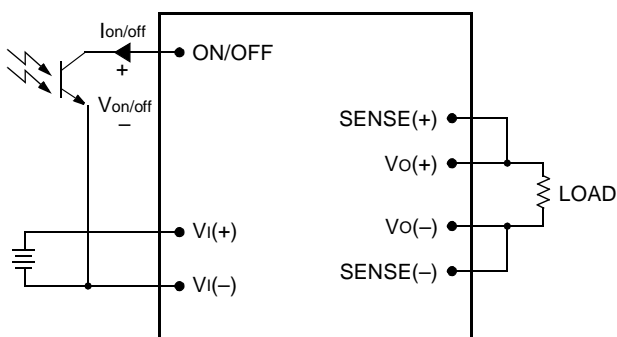 Ion/off
ON/OFF
+
Von/off
–
SENSE(+)
VO(+)
LOAD
VI(+)
VO(–)
SENSE(–)
VI(–)